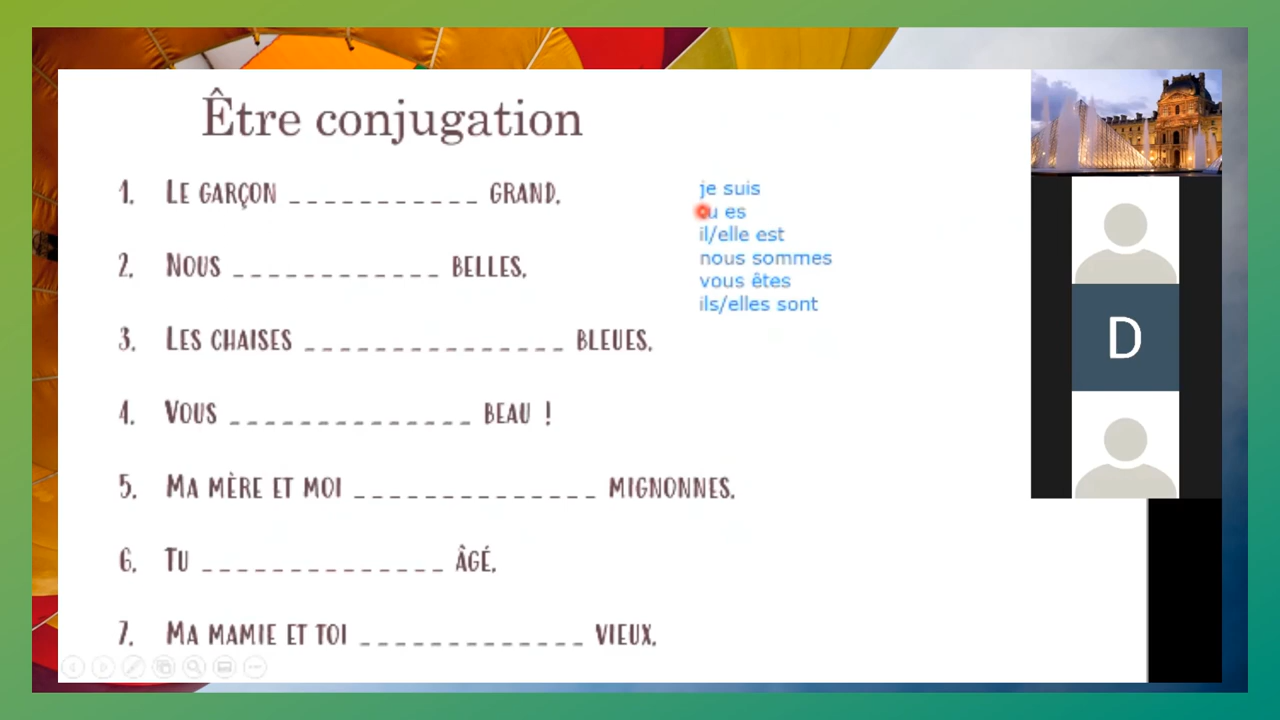 Être conjugation
1. LE GARÇON ___________ GRAND.
2. NOUS ____________ BELLES.
3. LES CHAISES _______________ BLEUES.
4. VOUS ______________ BEAU !
5. MA MÈRE ET MOI ______________ MIGNONNES.
6. TU ______________ ÂGÉ.
7. MA MAMIE ET TOI _____________ VIEUX.
je suis
tu es
il/elle est
nous sommes
vous êtes
ils/elles sont
D